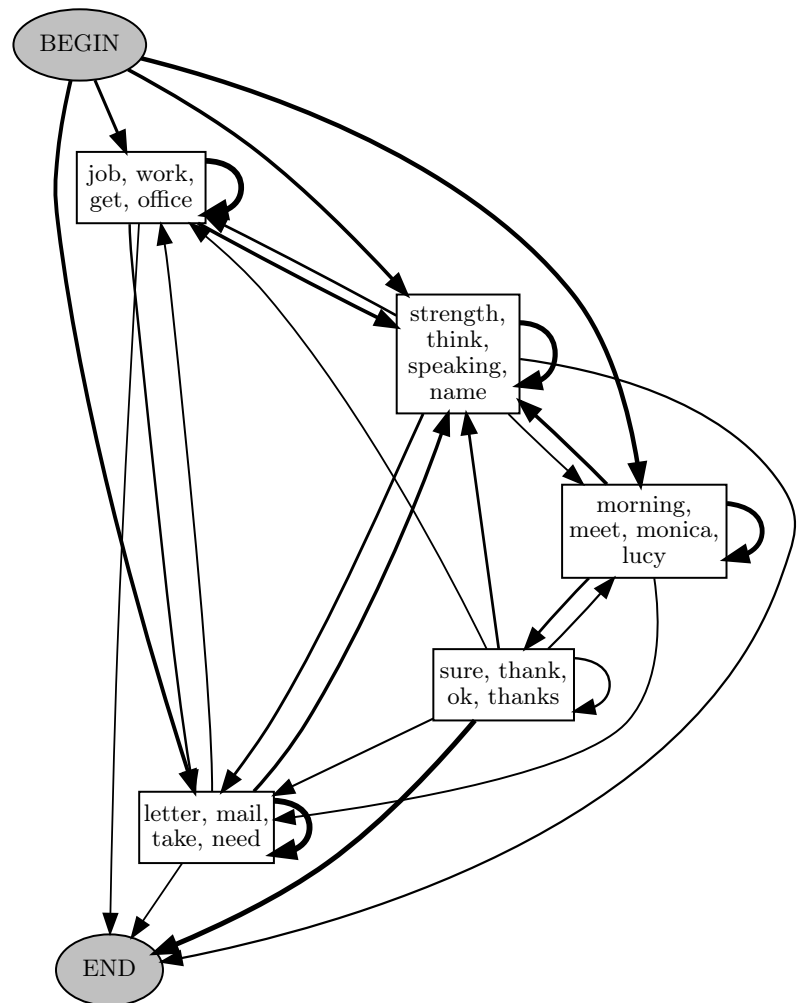 BEGIN
job, work,
get, office
strength,
think,
speaking,
name
morning,
meet, monica,
lucy
sure, thank,
ok, thanks
letter, mail,
take, need
END